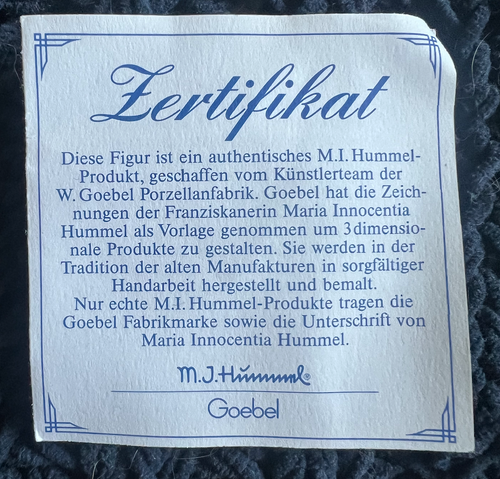 Zertifikat
Diese Figur ist ein authentisches M.I. Hummel-
Produkt, geschaffen vom Künstlerteam der
W. Goebel Porzellanfabrik. Goebel hat die Zeich-
nungen der Franziskanerin Maria Innocentia
Hummel als Vorlage genommen um 3dimensio-
nale Produkte zu gestalten. Sie werden in der
Tradition der alten Manufakturen in sorgfältiger
Handarbeit hergestellt und bemalt.
Nur echte M.I. Hummel-Produkte tragen die
Goebel Fabrikmarke sowie die Unterschrift von
Maria Innocentia Hummel.
M.J. Hummel®
Goebel